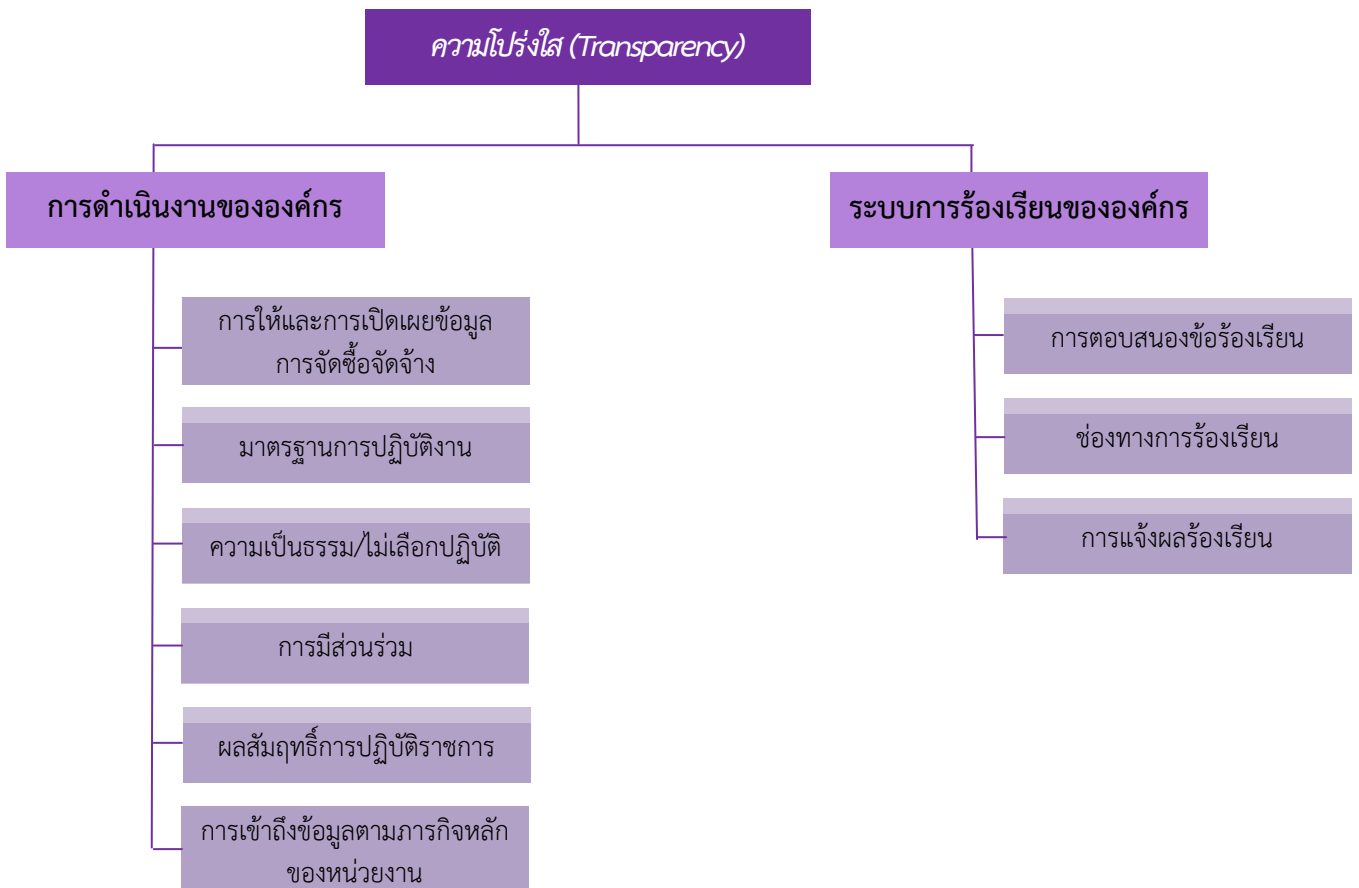 ความโปร่งใส (Transparency)
การดำเนินงานขององค์กร
การให้และการเปิดเผยข้อมูล
การจัดซื้อจัดจ้าง
มาตรฐานการปฏิบัติงาน
ความเป็นธรรม/ไม่เลือกปฏิบัติ
การมีส่วนร่วม
ผลสัมฤทธิ์การปฏิบัติราชการ
การเข้าถึงข้อมูลตามภารกิจหลัก
ของหน่วยงาน
ระบบการร้องเรียนขององค์กร
การตอบสนองข้อร้องเรียน
ช่องทางการร้องเรียน
การแจ้งผลร้องเรียน